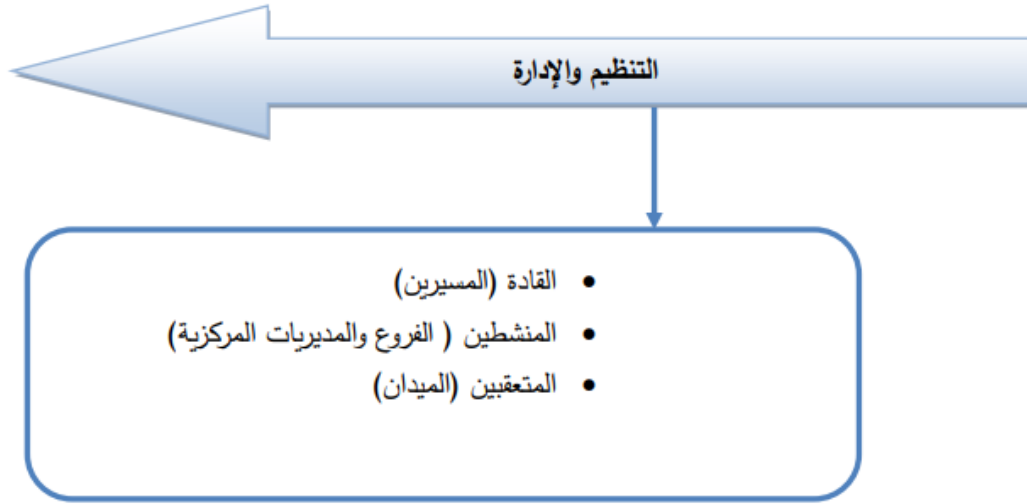 التنظيم والإدارة
• القادة (المسيرين)
• المنشطين ( الفروع والمديريات المركزية)
• المتعقبين (الميدان)